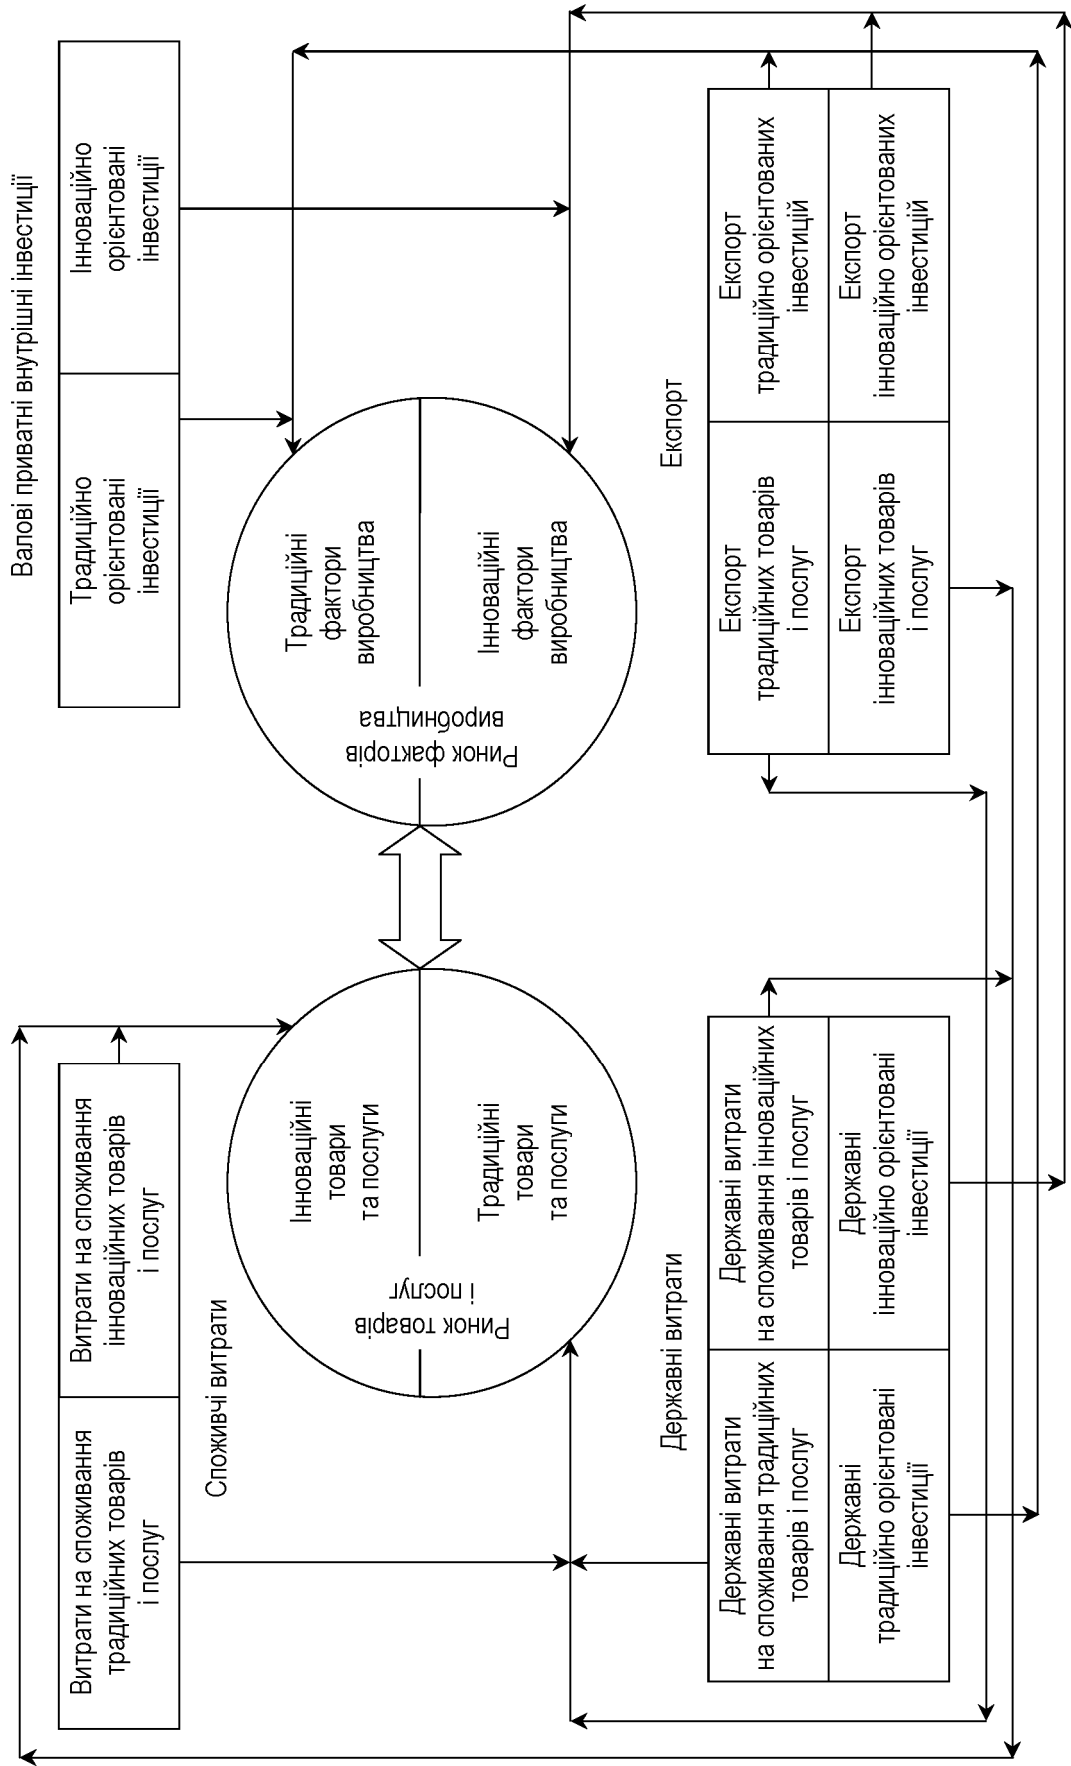 Валові приватні внутрішні інвестиції
Витрати на споживання
традиційних товарів
і послуг
Витрати на споживання
інноваційних товарів
і послуг
Традиційно
орієнтовані
інвестиції
Інноваційно
орієнтовані
інвестиції
Споживчі витрати
Ринок товарів
і послуг
Інноваційні
товари
та послуги
Традиційні
товари
та послуги
Ринок факторів
виробництва
Традиційні
фактори
виробництва
Інноваційні
фактори
виробництва
Державні витрати
Державні витрати
на споживання традиційних
товарів і послуг
Державні витрати
на споживання інноваційних
товарів і послуг
Державні
традиційно орієнтовані
інвестиції
Державні
інноваційно орієнтовані
інвестиції
Експорт
Експорт
традиційних товарів
і послуг
Експорт
традиційно орієнтованих
інвестицій
Експорт
інноваційних товарів
і послуг
Експорт
інноваційно орієнтованих
інвестицій